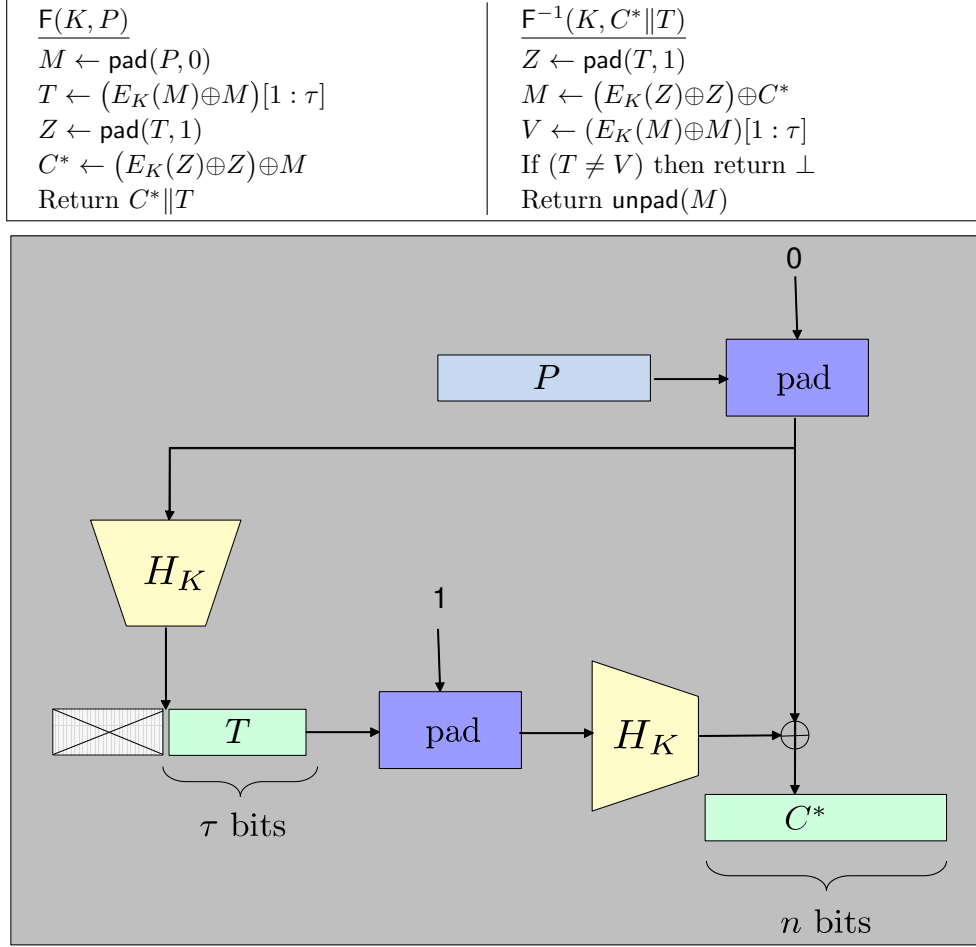 F(K, P)
M ← pad(P, 0)
T ← (E_K(M)⊕M)[1 : τ]
Z ← pad(T, 1)
C* ← (E_K(Z)⊕Z)⊕M
Return C*‖T
F⁻¹(K, C*‖T)
Z ← pad(T, 1)
M ← (E_K(Z)⊕Z)⊕C*
V ← (E_K(M)⊕M)[1 : τ]
If (T ≠ V) then return ⊥
Return unpad(M)
0
P
pad
H_K
1
T
pad
H_K
τ bits
C*
n bits